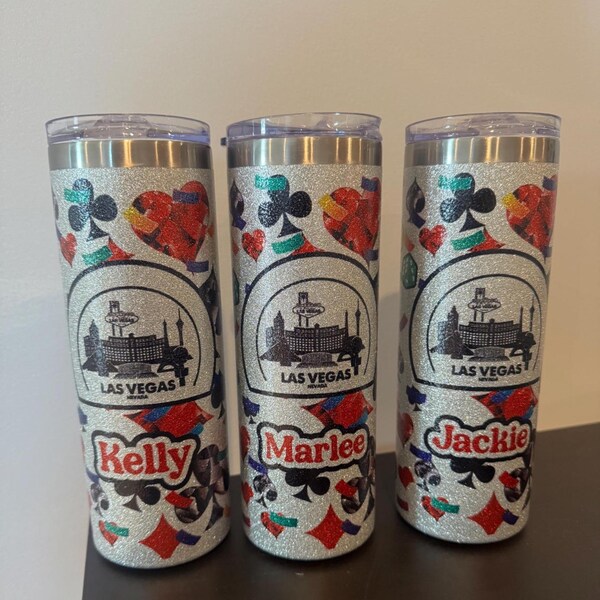 LAS VEGAS
NEVADA
Kelly
LAS VEGAS
NEVADA
Marlee
LAS VEGAS
NEVADA
Jackie